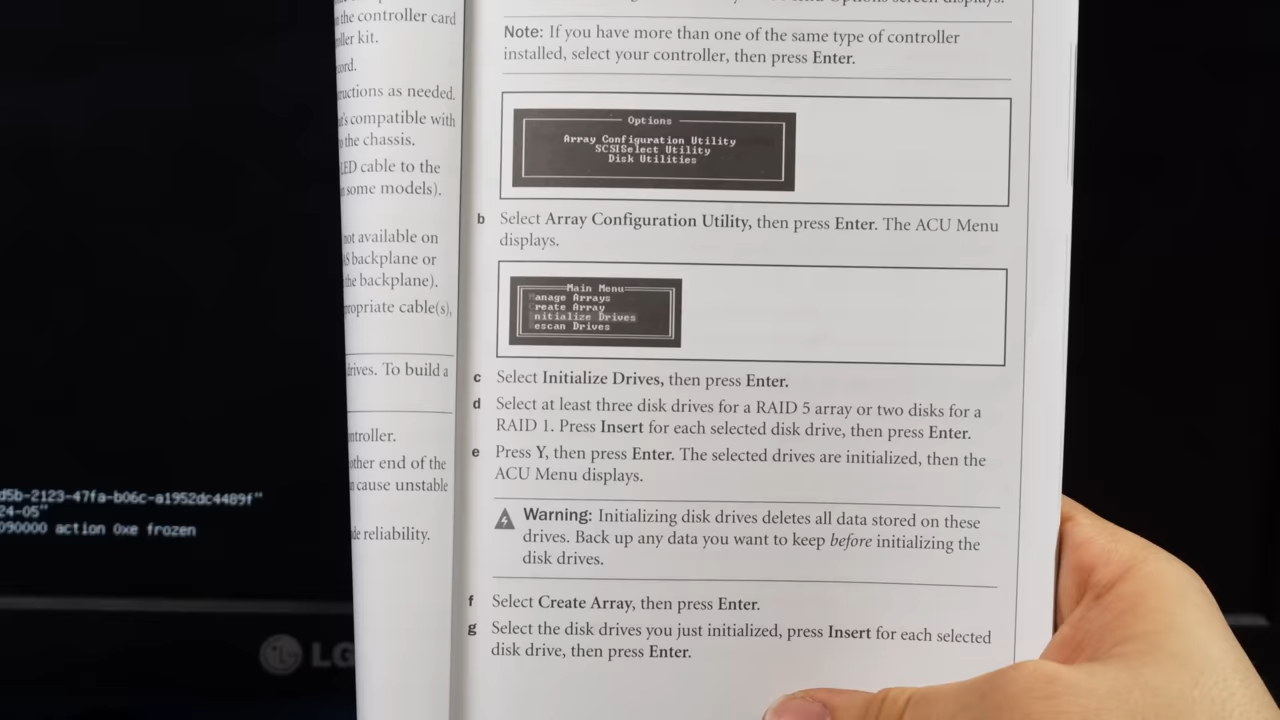 the controller card
ller kit.
cord.
ructions as needed.
t's compatible with
o the chassis.
LED cable to the
n some models).
not available on
S backplane or
the backplane).
propriate cable(s),
drives. To build a
ntroller.
other end of the
n cause unstable
de reliability.
Options screen displays.
Note: If you have more than one of the same type of controller
installed, select your controller, then press Enter.
Options
Array Configuration Utility
SCSISelect Utility
Disk Utilities
b Select Array Configuration Utility, then press Enter. The ACU Menu
displays.
Main Menu
anage Arrays
reate Array
nitialize Drives
escan Drives
c Select Initialize Drives, then press Enter.
d Select at least three disk drives for a RAID 5 array or two disks for a
RAID 1. Press Insert for each selected disk drive, then press Enter.
e Press Y, then press Enter. The selected drives are initialized, then the
ACU Menu displays.
Warning: Initializing disk drives deletes all data stored on these
drives. Back up any data you want to keep before initializing the
disk drives.
f Select Create Array, then press Enter.
g Select the disk drives you just initialized, press Insert for each selected
disk drive, then press Enter.
d5b-2123-47fa-b06c-a1952dc4489f"
24-05"
090000 action 0xe frozen
LG